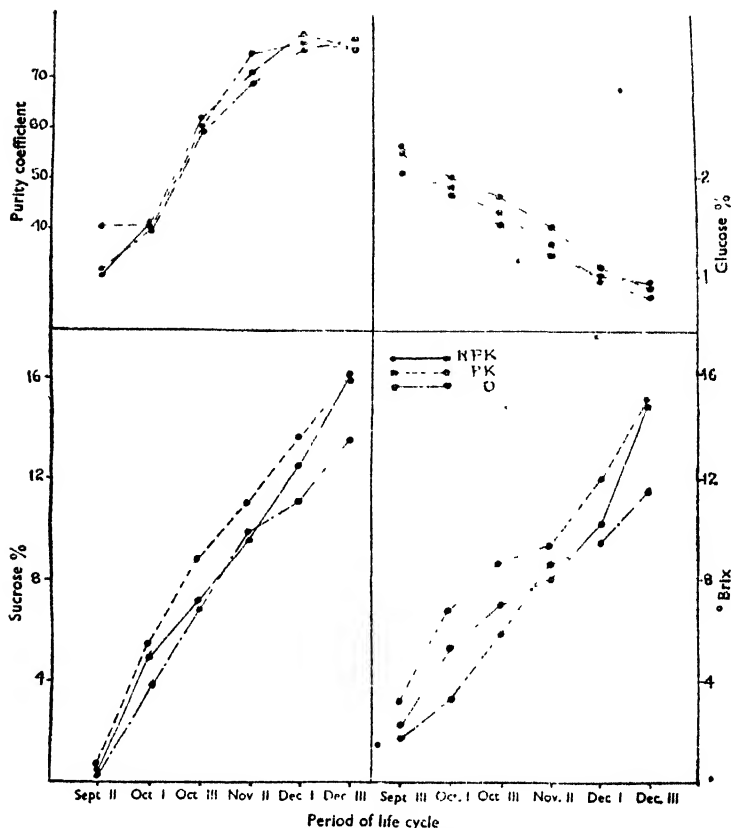 Purity coefficient
70
60
50
40
2
1
Glucose %
Sucrose %
16
12
8
4
NPK
PK
O
16
12
8
4
° Brix
Sept II Oct I Oct III Nov II Dec I Dec III
Sept III Oct. I Oct III Nov. II Dec I Dec. III
Period of life cycle